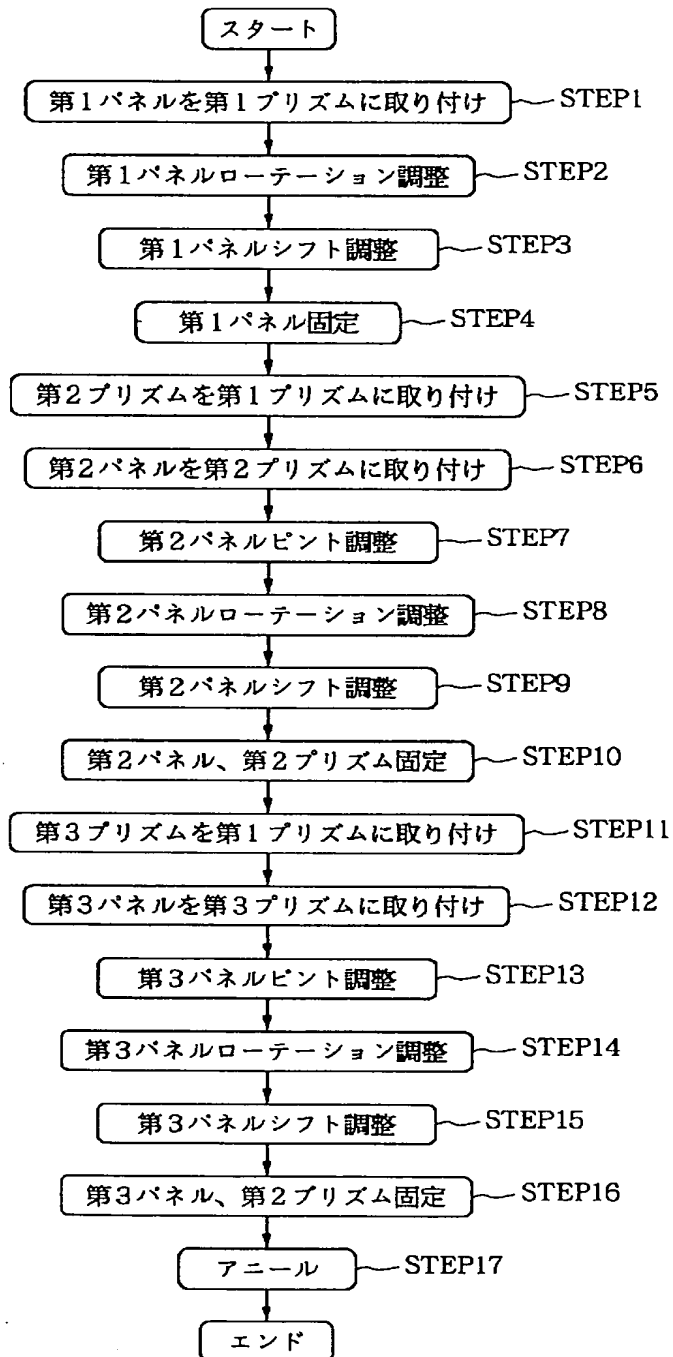 スタート
第1パネルを第1プリズムに取り付け STEP1
第1パネルローテーション調整 STEP2
第1パネルシフト調整 STEP3
第1パネル固定 STEP4
第2プリズムを第1プリズムに取り付け STEP5
第2パネルを第2プリズムに取り付け STEP6
第2パネルピント調整 STEP7
第2パネルローテーション調整 STEP8
第2パネルシフト調整 STEP9
第2パネル、第2プリズム固定 STEP10
第3プリズムを第1プリズムに取り付け STEP11
第3パネルを第3プリズムに取り付け STEP12
第3パネルピント調整 STEP13
第3パネルローテーション調整 STEP14
第3パネルシフト調整 STEP15
第3パネル、第2プリズム固定 STEP16
アニール STEP17
エンド